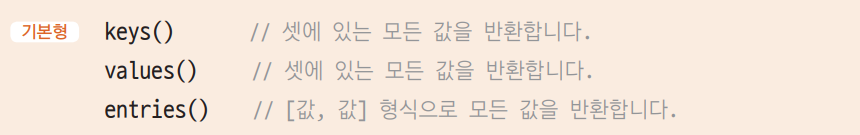 기본형 keys() // 셋에 있는 모든 값을 반환합니다.
values() // 셋에 있는 모든 값을 반환합니다.
entries() // [값, 값] 형식으로 모든 값을 반환합니다.